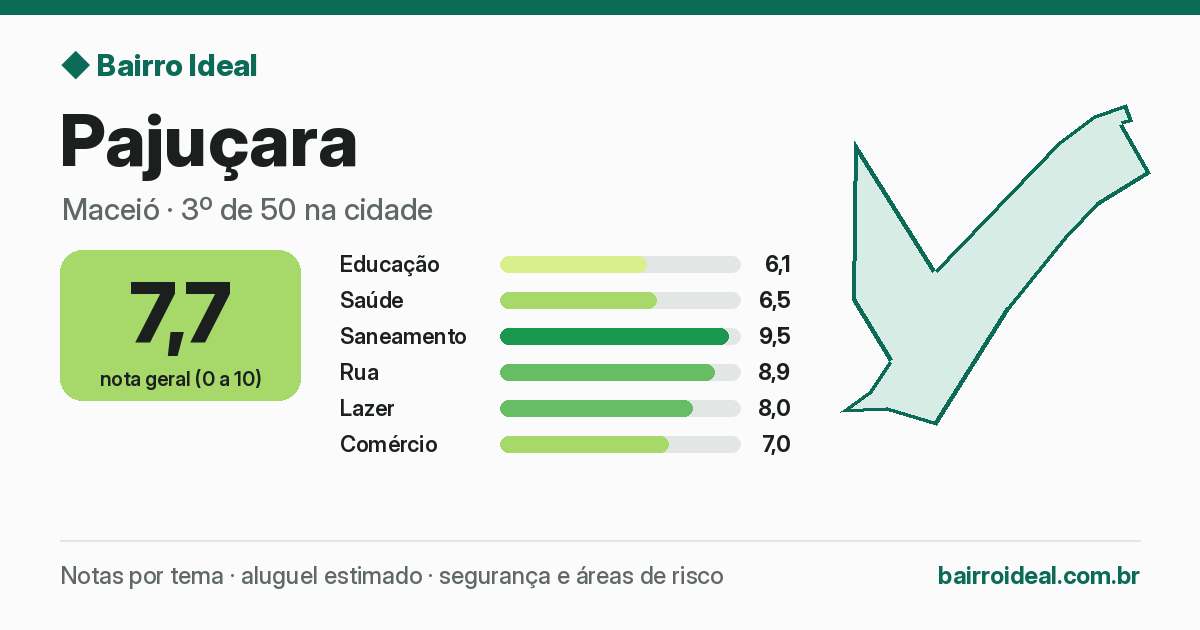 Bairro Ideal
Pajuçara
Maceió · 3º de 50 na cidade
7,7
nota geral (0 a 10)
Educação 6,1
Saúde 6,5
Saneamento 9,5
Rua 8,9
Lazer 8,0
Comércio 7,0
Notas por tema · aluguel estimado · segurança e áreas de risco
bairroideal.com.br